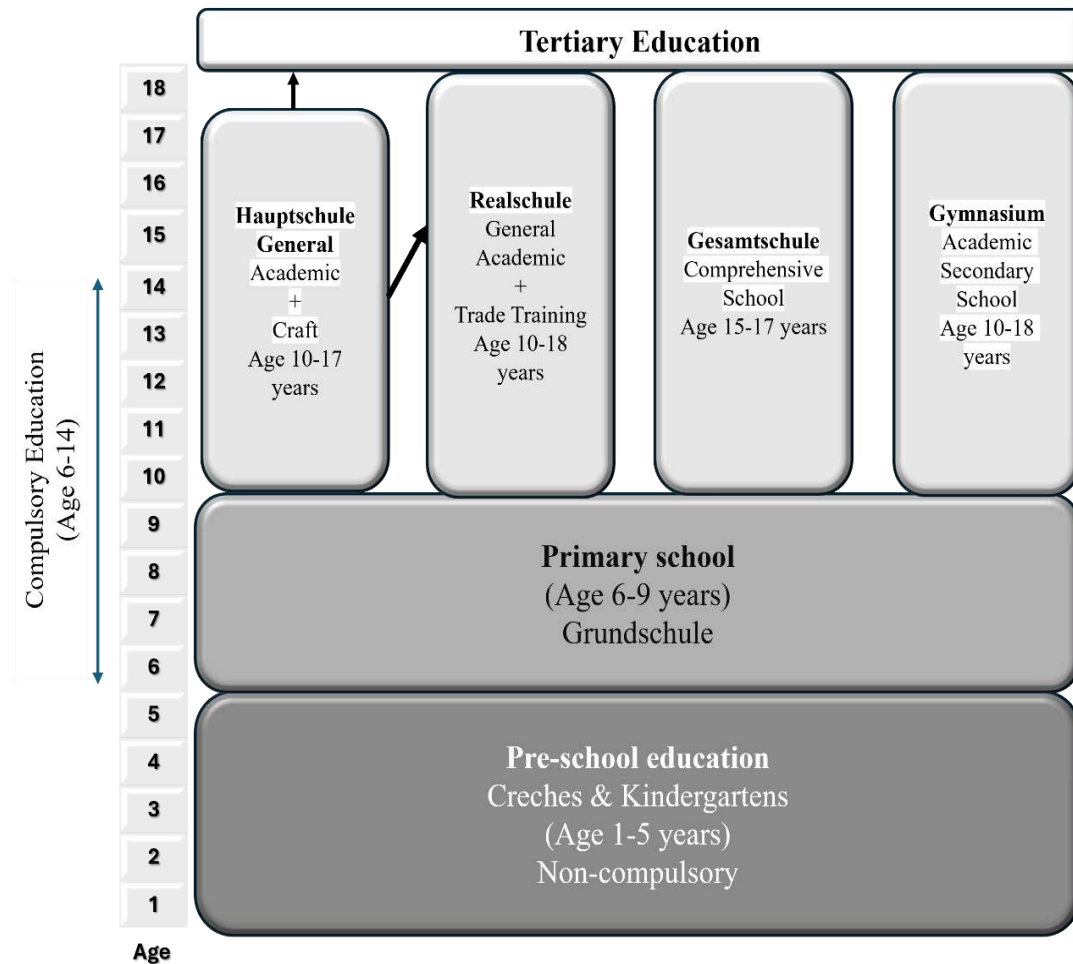 Tertiary Education
18
17
16
15
14
13
12
11
10
9
8
7
6
5
4
3
2
1
Age
Compulsory Education
(Age 6-14)
Hauptschule
General
Academic
+
Craft
Age 10-17
years
Realschule
General
Academic
+
Trade Training
Age 10-18
years
Gesamtschule
Comprehensive
School
Age 15-17 years
Gymnasium
Academic
Secondary
School
Age 10-18
years
Primary school
(Age 6-9 years)
Grundschule
Pre-school education
Creches & Kindergartens
(Age 1-5 years)
Non-compulsory